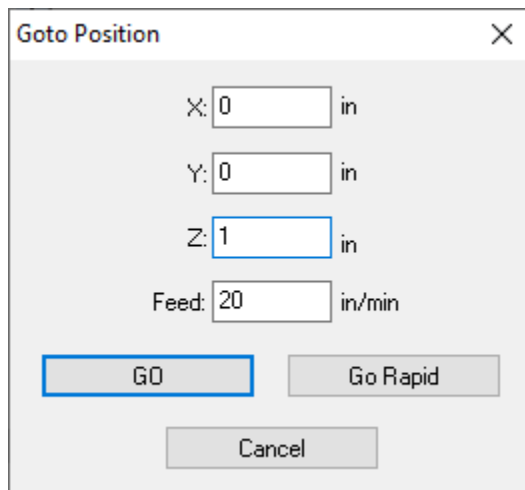 Goto Position
X: 0 in
Y: 0 in
Z: 1 in
Feed: 20 in/min
GO Go Rapid
Cancel